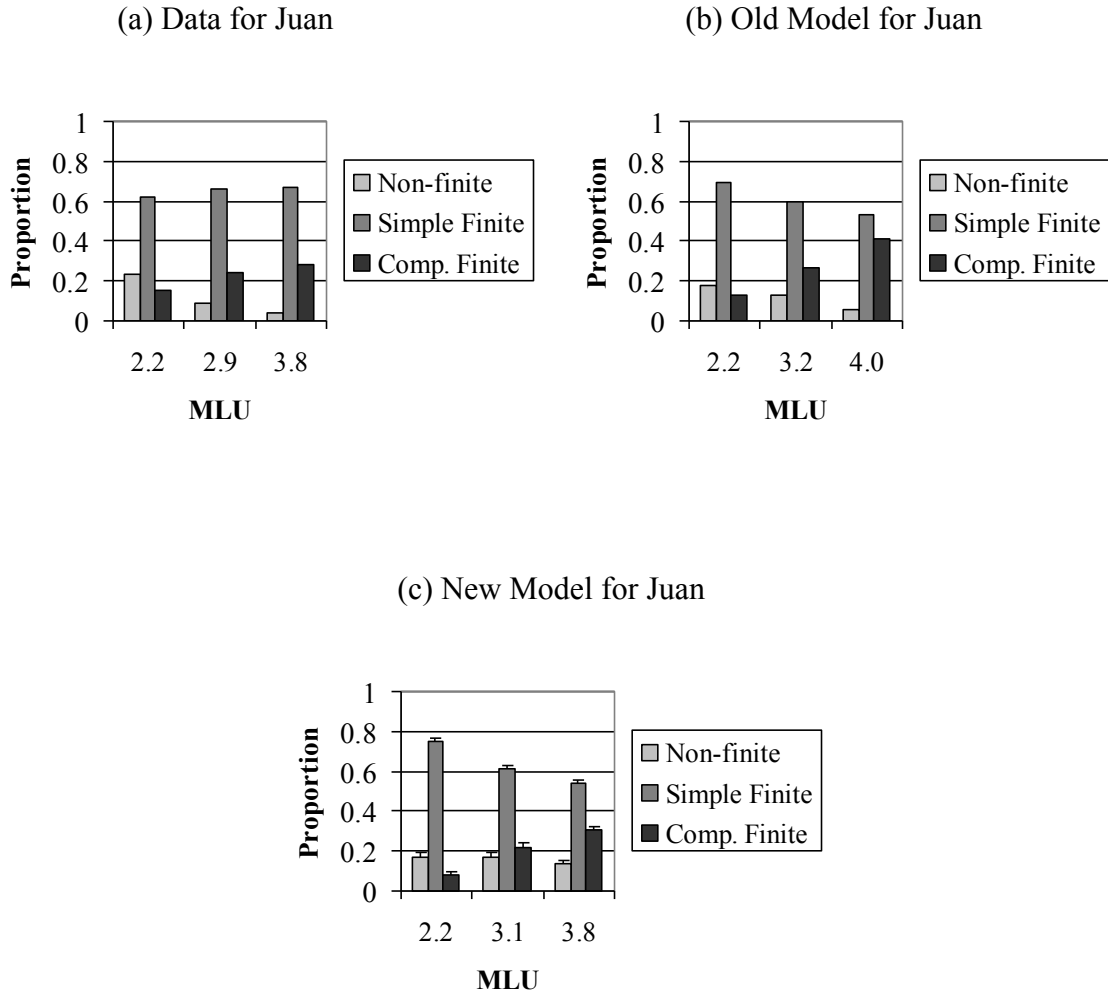 (a) Data for Juan
1
0.8
0.6
0.4
0.2
0
Proportion
2.2 2.9 3.8
MLU
Non-finite
Simple Finite
Comp. Finite
(b) Old Model for Juan
1
0.8
0.6
0.4
0.2
0
Proportion
2.2 3.2 4.0
MLU
Non-finite
Simple Finite
Comp. Finite
(c) New Model for Juan
1
0.8
0.6
0.4
0.2
0
Proportion
2.2 3.1 3.8
MLU
Non-finite
Simple Finite
Comp. Finite